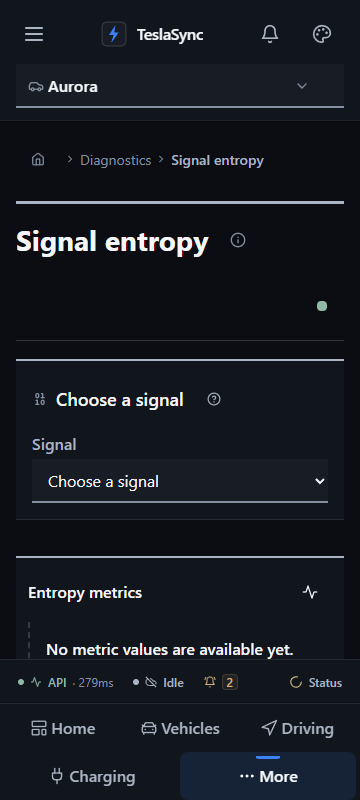 TeslaSync
Aurora
Diagnostics Signal entropy
Signal entropy
Choose a signal
Signal
Choose a signal
Entropy metrics
No metric values are available yet.
API · 279ms Idle 2 Status
Home Vehicles Driving
Charging More